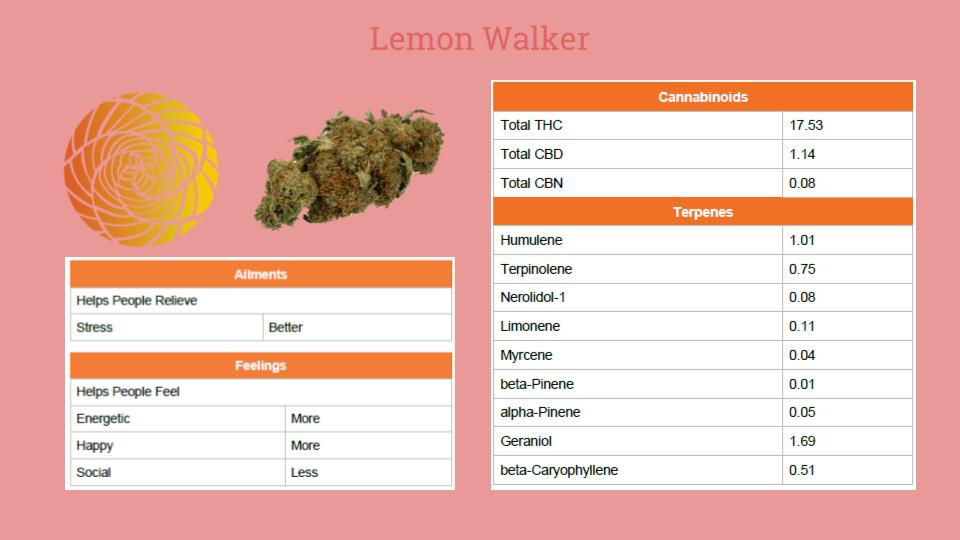 Lemon Walker
Ailments
Helps People Relieve
Stress Better
Feelings
Helps People Feel
Energetic More
Happy More
Social Less
Cannabinoids
Total THC 17.53
Total CBD 1.14
Total CBN 0.08
Terpenes
Humulene 1.01
Terpinolene 0.75
Nerolidol-1 0.08
Limonene 0.11
Myrcene 0.04
beta-Pinene 0.01
alpha-Pinene 0.05
Geraniol 1.69
beta-Caryophyllene 0.51